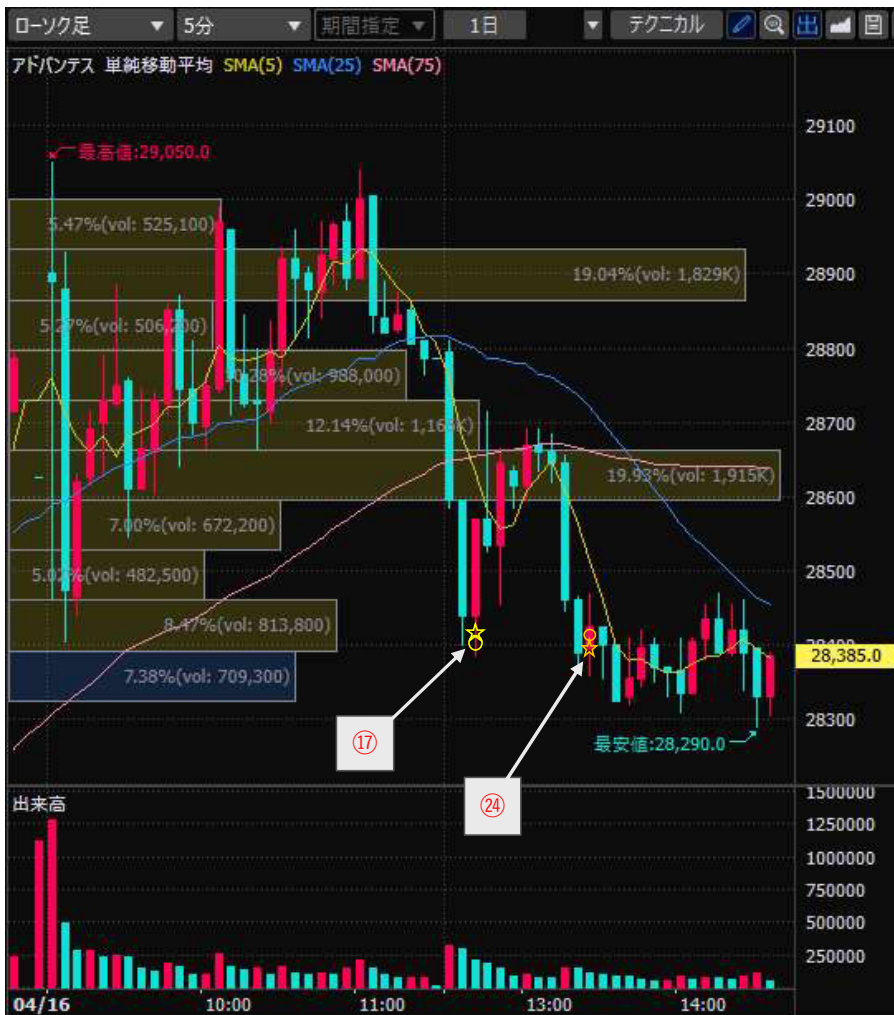 ローソク足 ▼ 5分 ▼ 期間指定 ▼ 1日 ▼ テクニカル
アドバンテス 単純移動平均 SMA(5) SMA(25) SMA(75)
最高値:29,050.0
29100
29000
5.47%(vol: 525,100)
28900
19.04%(vol: 1,829K)
5.27%(vol: 506,200)
28800
10.28%(vol: 988,000)
28700
12.14%(vol:
19.93%(vol: 1,915K)
28600
7.00%(vol: 672,200)
28500
5.02%(vol: 482,500)
8.47%(vol: 813,800)
28400
28,385.0
7.38%(vol: 709,300)
⑰
28300
最安値:28,290.0
㉔
出来高
1500000
1250000
1000000
750000
500000
250000
04/16 10:00 11:00 13:00 14:00